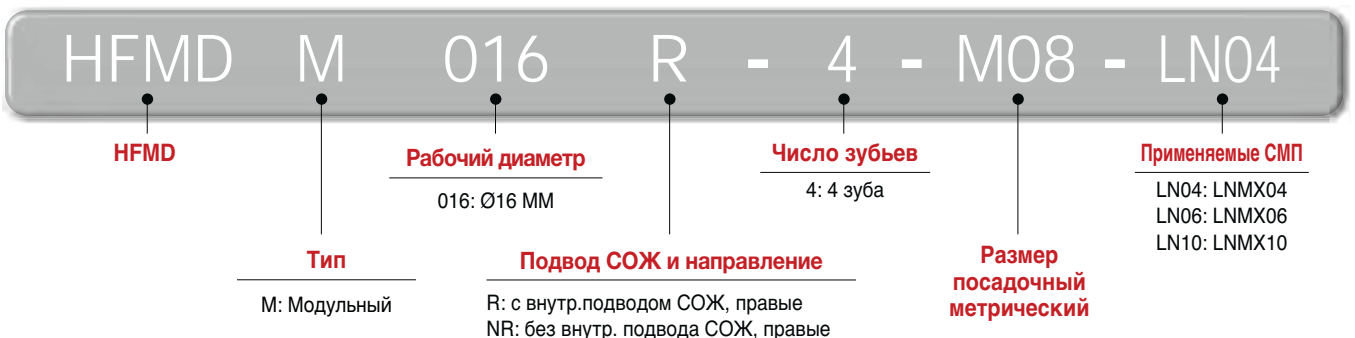 HFMD M 016 R - 4 - M08 - LN04
HFMD
Рабочий диаметр
016: Ø16 ММ
Число зубьев
4: 4 зуба
Применяемые СМП
LN04: LNMX04
LN06: LNMX06
LN10: LNMX10
Тип
М: Модульный
Подвод СОЖ и направление
R: с внутр.подводом СОЖ, правые
NR: без внутр. подвода СОЖ, правые
Размер
посадочный
метрический